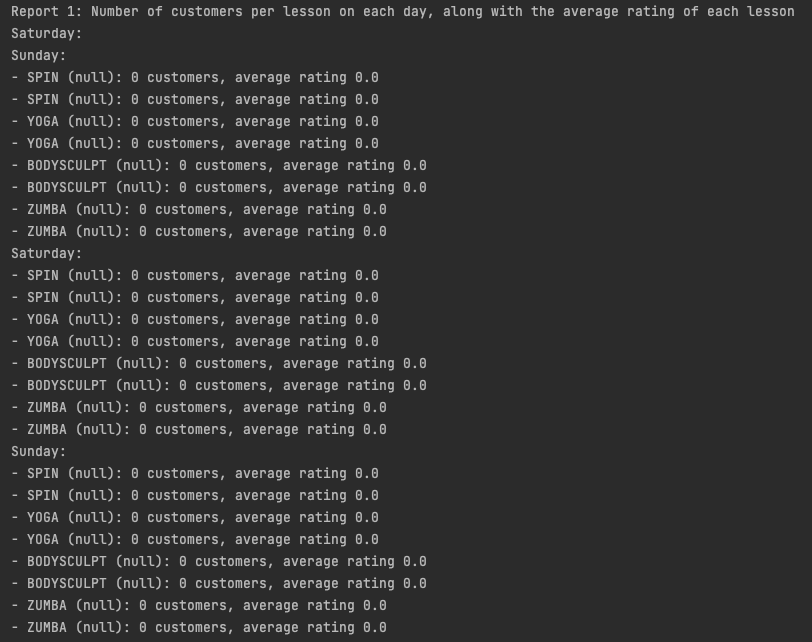 Report 1: Number of customers per lesson on each day, along with the average rating of each lesson
Saturday:
Sunday:
- SPIN (null): 0 customers, average rating 0.0
- SPIN (null): 0 customers, average rating 0.0
- YOGA (null): 0 customers, average rating 0.0
- YOGA (null): 0 customers, average rating 0.0
- BODYSCULPT (null): 0 customers, average rating 0.0
- BODYSCULPT (null): 0 customers, average rating 0.0
- ZUMBA (null): 0 customers, average rating 0.0
- ZUMBA (null): 0 customers, average rating 0.0
Saturday:
- SPIN (null): 0 customers, average rating 0.0
- SPIN (null): 0 customers, average rating 0.0
- YOGA (null): 0 customers, average rating 0.0
- YOGA (null): 0 customers, average rating 0.0
- BODYSCULPT (null): 0 customers, average rating 0.0
- BODYSCULPT (null): 0 customers, average rating 0.0
- ZUMBA (null): 0 customers, average rating 0.0
- ZUMBA (null): 0 customers, average rating 0.0
Sunday:
- SPIN (null): 0 customers, average rating 0.0
- SPIN (null): 0 customers, average rating 0.0
- YOGA (null): 0 customers, average rating 0.0
- YOGA (null): 0 customers, average rating 0.0
- BODYSCULPT (null): 0 customers, average rating 0.0
- BODYSCULPT (null): 0 customers, average rating 0.0
- ZUMBA (null): 0 customers, average rating 0.0
- ZUMBA (null): 0 customers, average rating 0.0